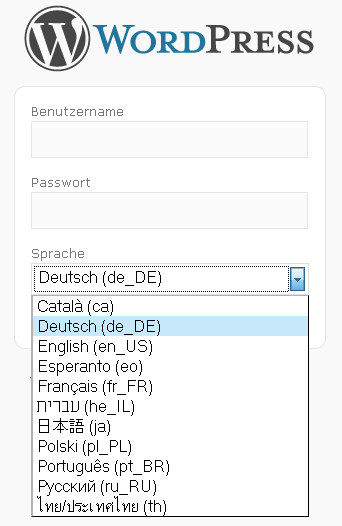 WORDPRESS
Benutzername
Passwort
Sprache
Deutsch (de_DE)
Català (ca)
Deutsch (de_DE)
English (en_US)
Esperanto (eo)
Français (fr_FR)
עברית (he_IL)
日本語 (ja)
Polski (pl_PL)
Português (pt_BR)
Русский (ru_RU)
ไทย/ประเทศไทย (th)